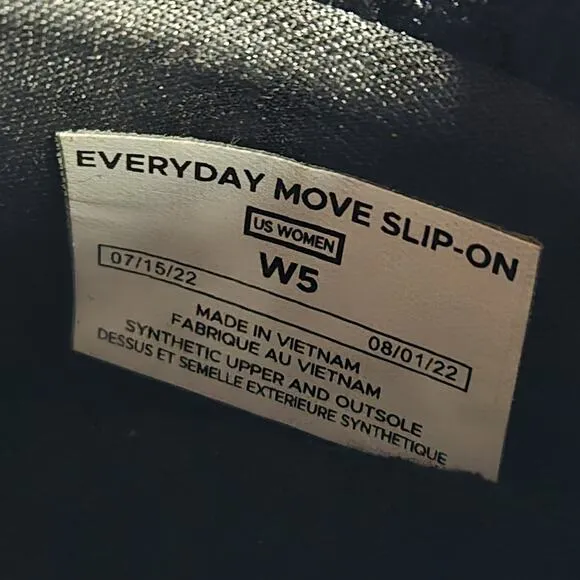 EVERYDAY MOVE SLIP-ON
US WOMEN
W5
07/15/22 08/01/22
MADE IN VIETNAM
FABRIQUE AU VIETNAM
SYNTHETIC UPPER AND OUTSOLE
DESSUS ET SEMELLE EXTERIEURE SYNTHETIQUE